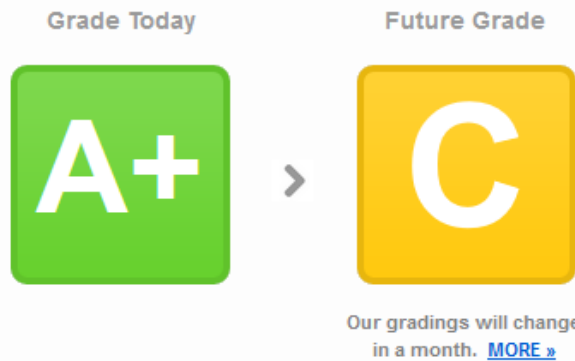 Grade Today
Future Grade
A+
C
Our gradings will change
in a month. MORE »